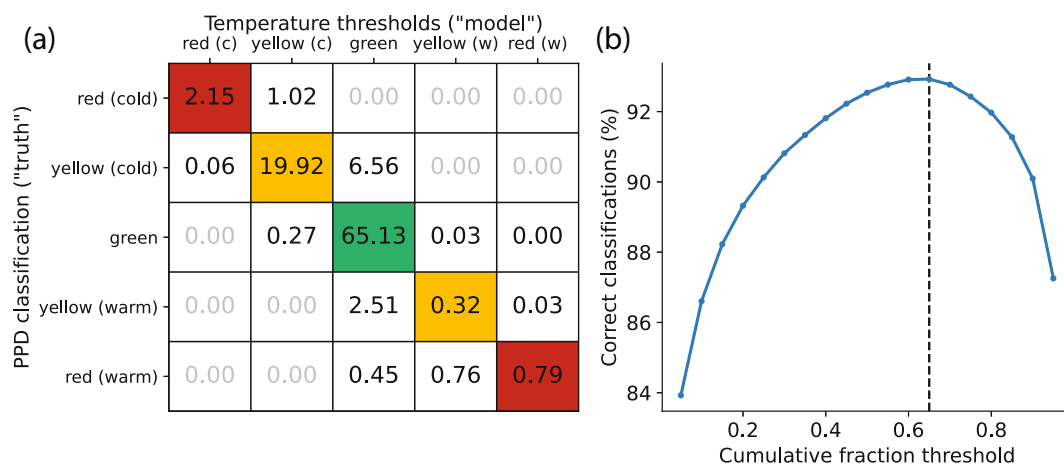 (a)
Temperature thresholds ("model")
red (c) yellow (c) green yellow (w) red (w)
PPD classification ("truth")
red (cold) 2.15 1.02 0.00 0.00 0.00
yellow (cold) 0.06 19.92 6.56 0.00 0.00
green 0.00 0.27 65.13 0.03 0.00
yellow (warm) 0.00 0.00 2.51 0.32 0.03
red (warm) 0.00 0.00 0.45 0.76 0.79
(b)
Correct classifications (%)
92
90
88
86
84
0.2 0.4 0.6 0.8
Cumulative fraction threshold